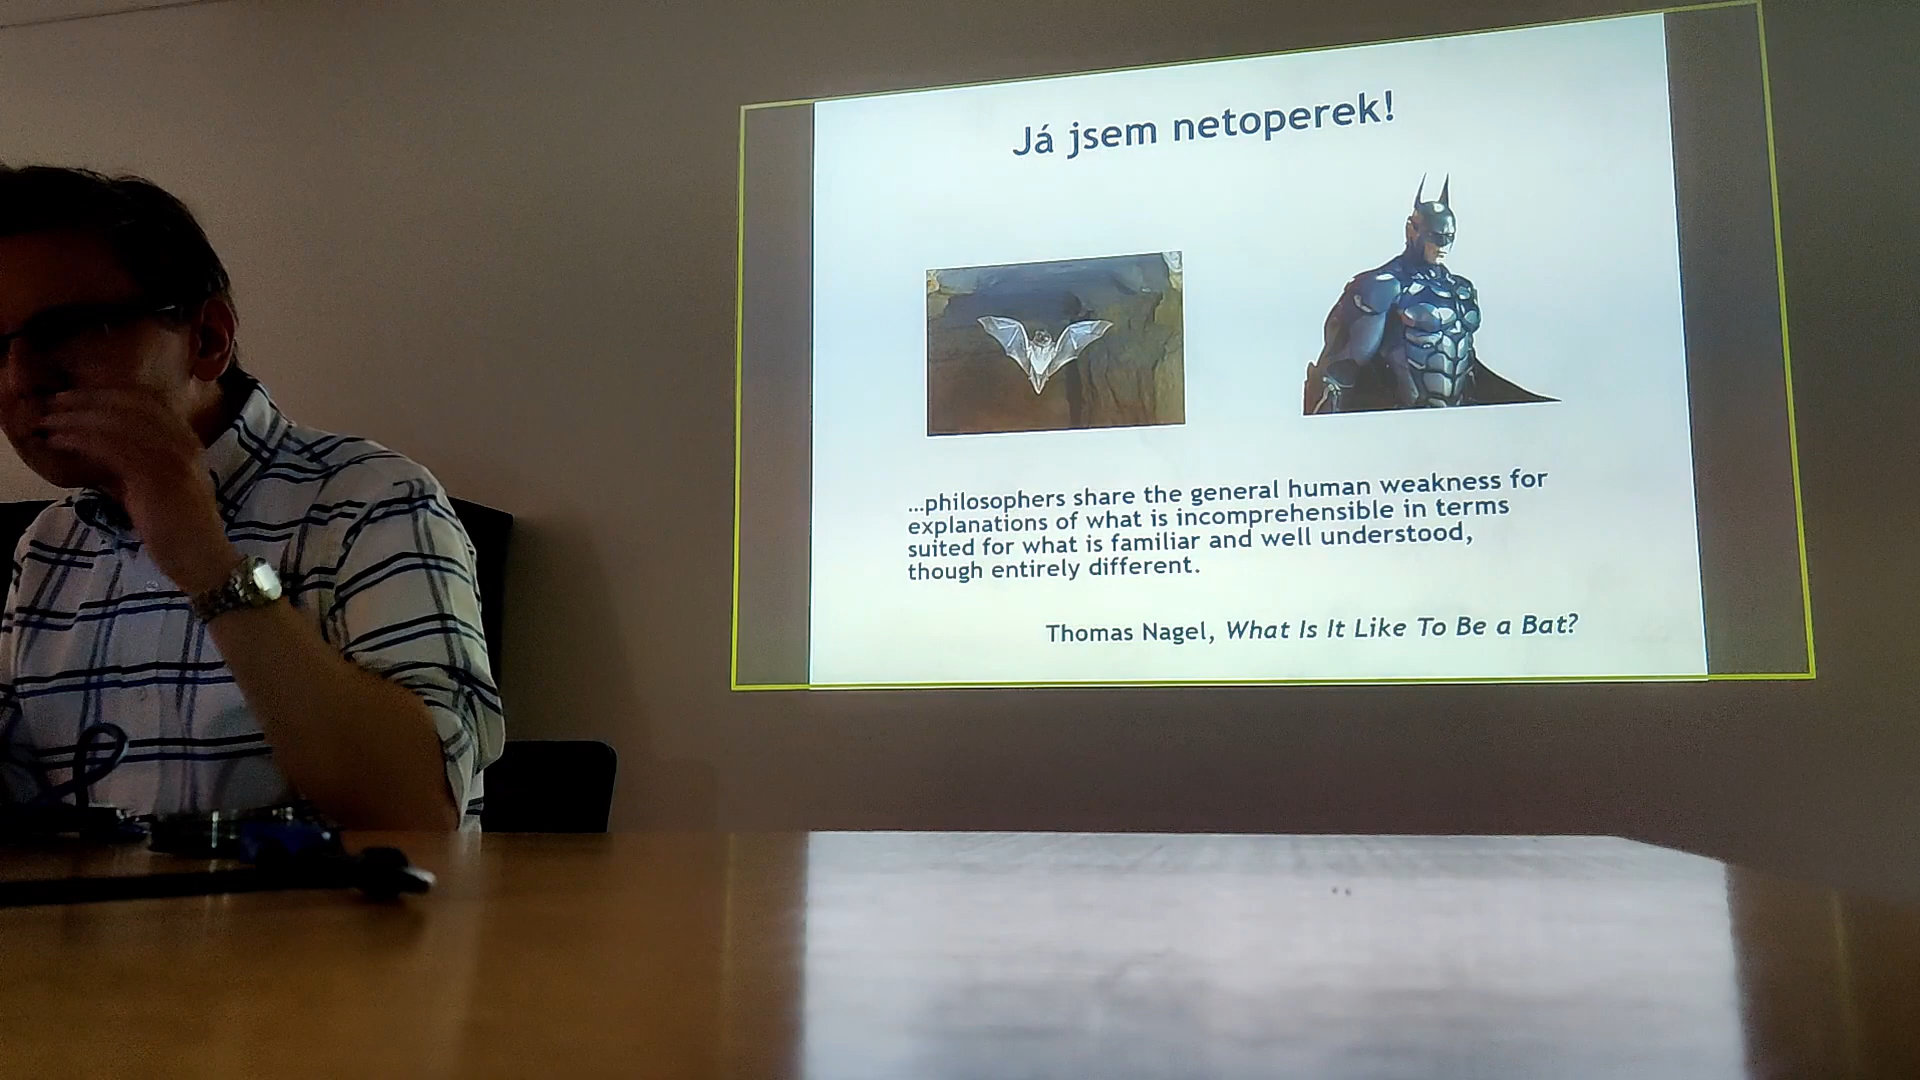 Já jsem netoperek!
...philosophers share the general human weakness for
explanations of what is incomprehensible in terms
suited for what is familiar and well understood,
though entirely different.
Thomas Nagel, What Is It Like To Be a Bat?